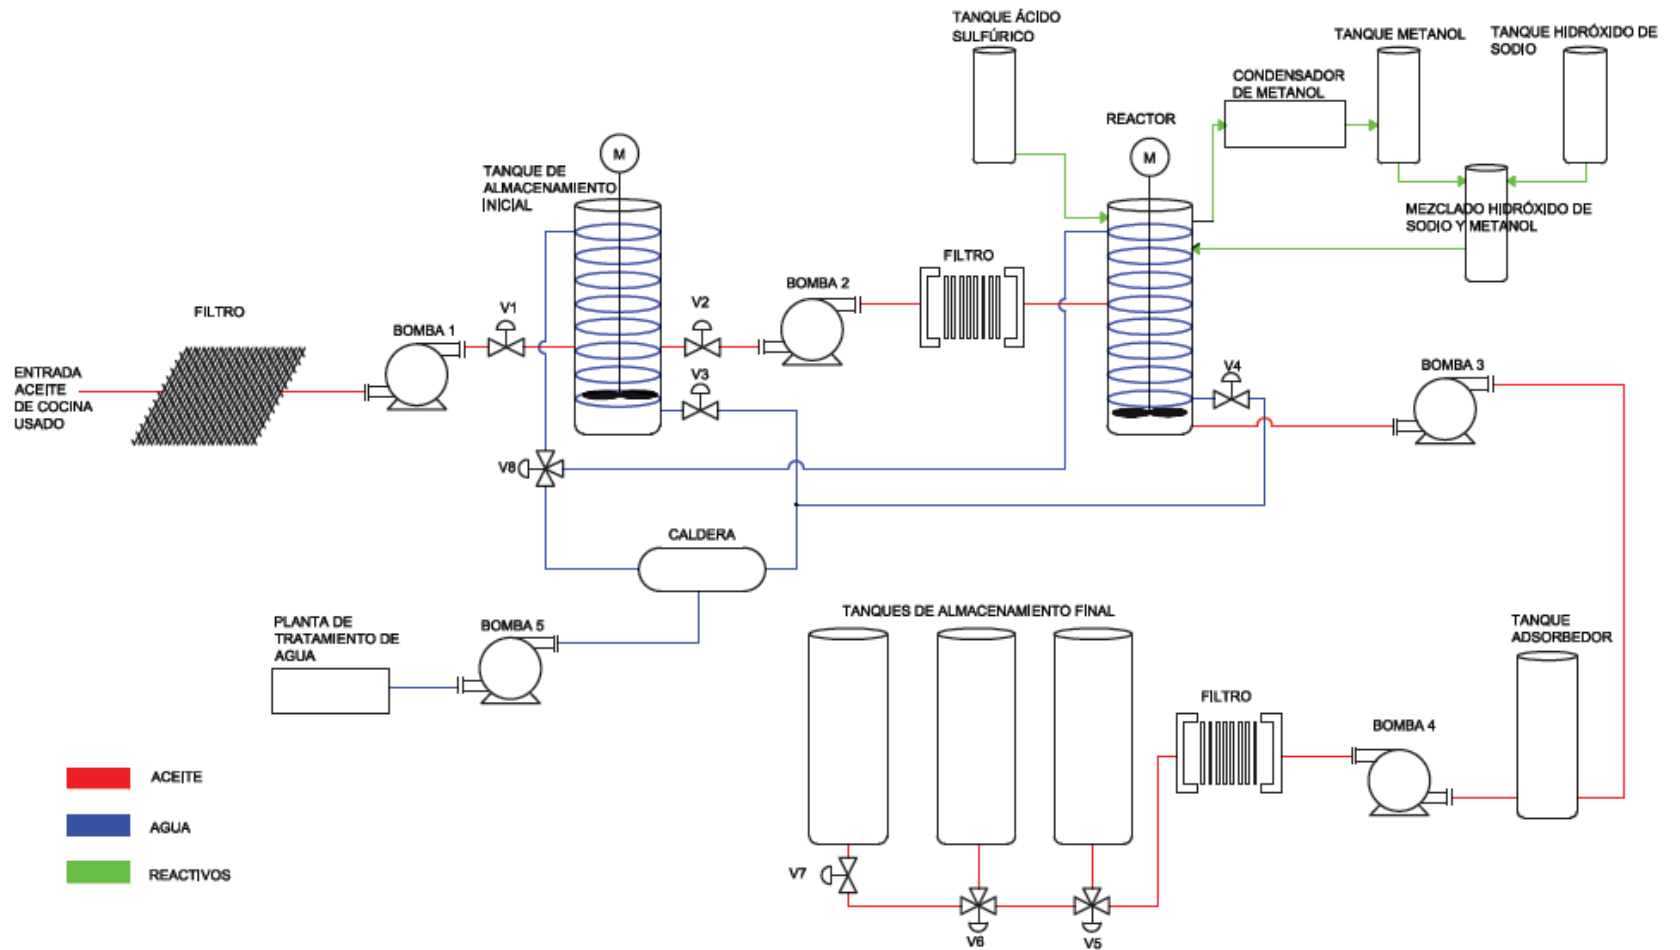 TANQUE ÁCIDO
SULFÚRICO
TANQUE METANOL
TANQUE HIDRÓXIDO DE
SODIO
CONDENSADOR
DE METANOL
REACTOR
M
M
TANQUE DE
ALMACENAMIENTO
INICIAL
MEZCLADO HIDRÓXIDO DE
SODIO Y METANOL
FILTRO
BOMBA 2
V2
V1
FILTRO
BOMBA 1
ENTRADA
ACEITE
DE COCINA
USADO
V3
V4
BOMBA 3
V8
CALDERA
PLANTA DE
TRATAMIENTO DE
AGUA
BOMBA 5
TANQUES DE ALMACENAMIENTO FINAL
TANQUE
ADSORBEDOR
FILTRO
BOMBA 4
ACEITE
AGUA
REACTIVOS
V7
V6
V5